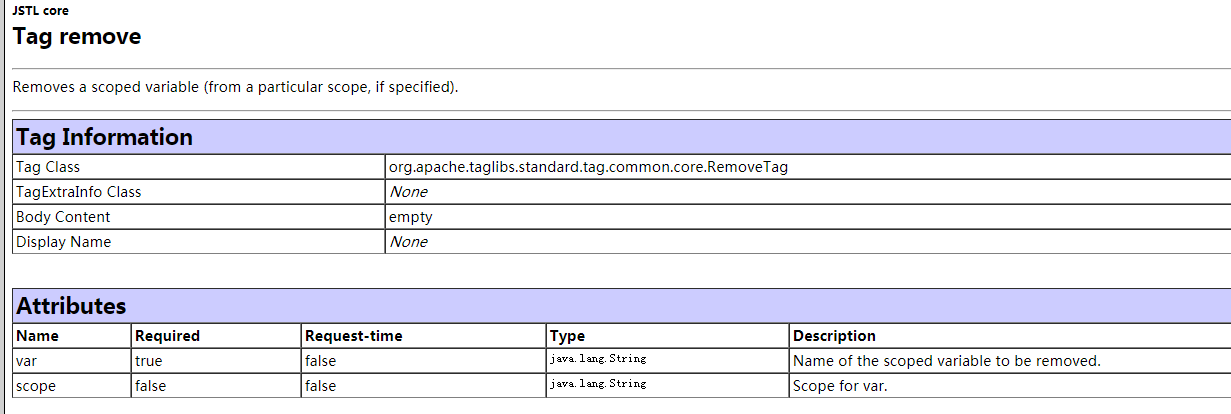 JSTL core
Tag remove
Removes a scoped variable (from a particular scope, if specified).
Tag Information
Tag Class org.apache.taglibs.standard.tag.common.core.RemoveTag
TagExtraInfo Class None
Body Content empty
Display Name None
Attributes
Name Required Request-time Type Description
var true false java.lang.String Name of the scoped variable to be removed.
scope false false java.lang.String Scope for var.